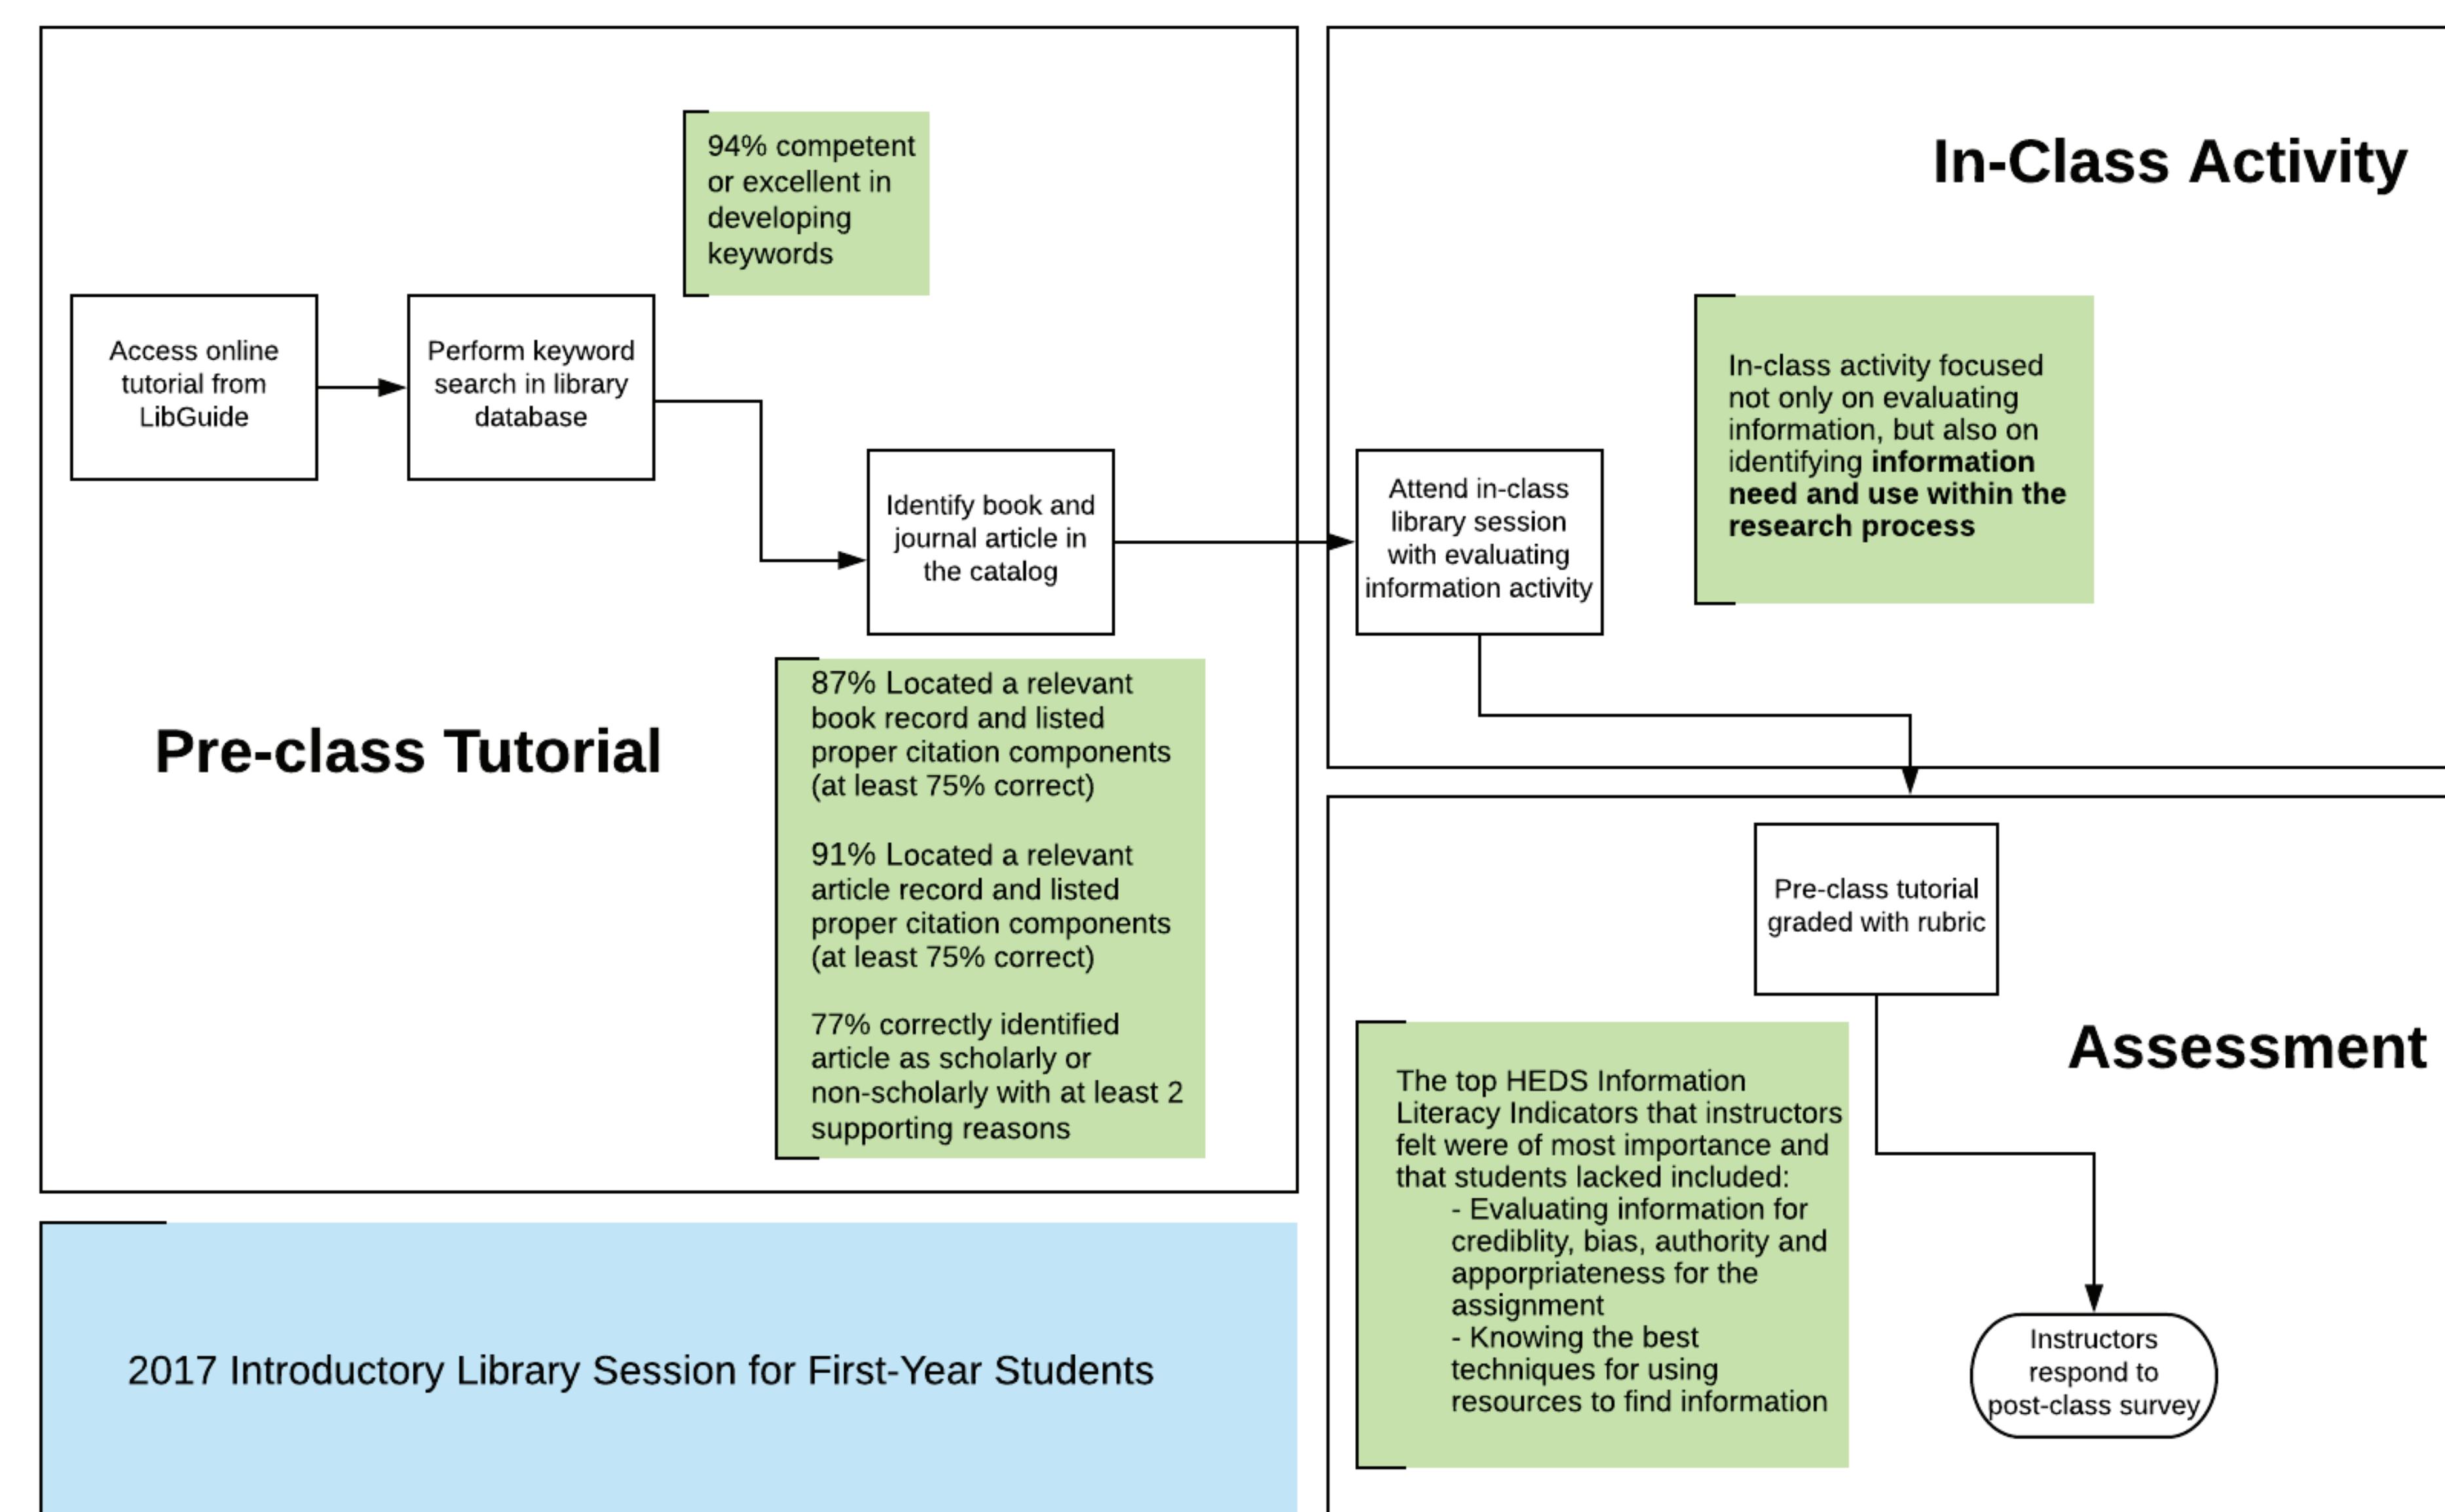 94% competent
or excellent in
developing
keywords
Access online
tutorial from
LibGuide
Perform keyword
search in library
database
Identify book and
journal article in
the catalog
Pre-class Tutorial
87% Located a relevant
book record and listed
proper citation components
(at least 75% correct)
91% Located a relevant
article record and listed
proper citation components
(at least 75% correct)
77% correctly identified
article as scholarly or
non-scholarly with at least 2
supporting reasons
In-Class Activity
Attend in-class
library session
with evaluating
information activity
In-class activity focused
not only on evaluating
information, but also on
identifying information
need and use within the
research process
Pre-class tutorial
graded with rubric
Assessment
The top HEDS Information
Literacy Indicators that instructors
felt were of most importance and
that students lacked included:
- Evaluating information for
crediblity, bias, authority and
apporpriateness for the
assignment
- Knowing the best
techniques for using
resources to find information
Instructors
respond to
post-class survey
2017 Introductory Library Session for First-Year Students